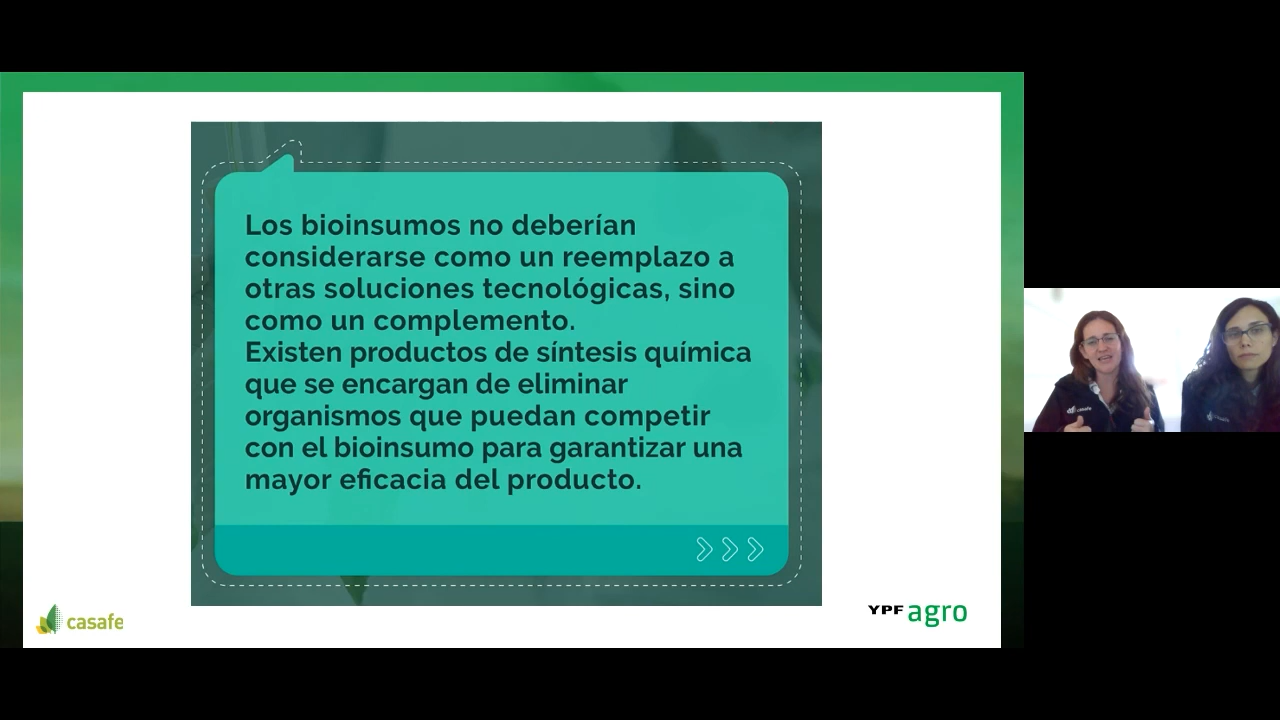 Los bioinsumos no deberían
considerarse como un reemplazo a
otras soluciones tecnológicas, sino
como un complemento.
Existen productos de síntesis química
que se encargan de eliminar
organismos que puedan competir
con el bioinsumo para garantizar una
mayor eficacia del producto.
casafe
YPF agro
casafe
casafe